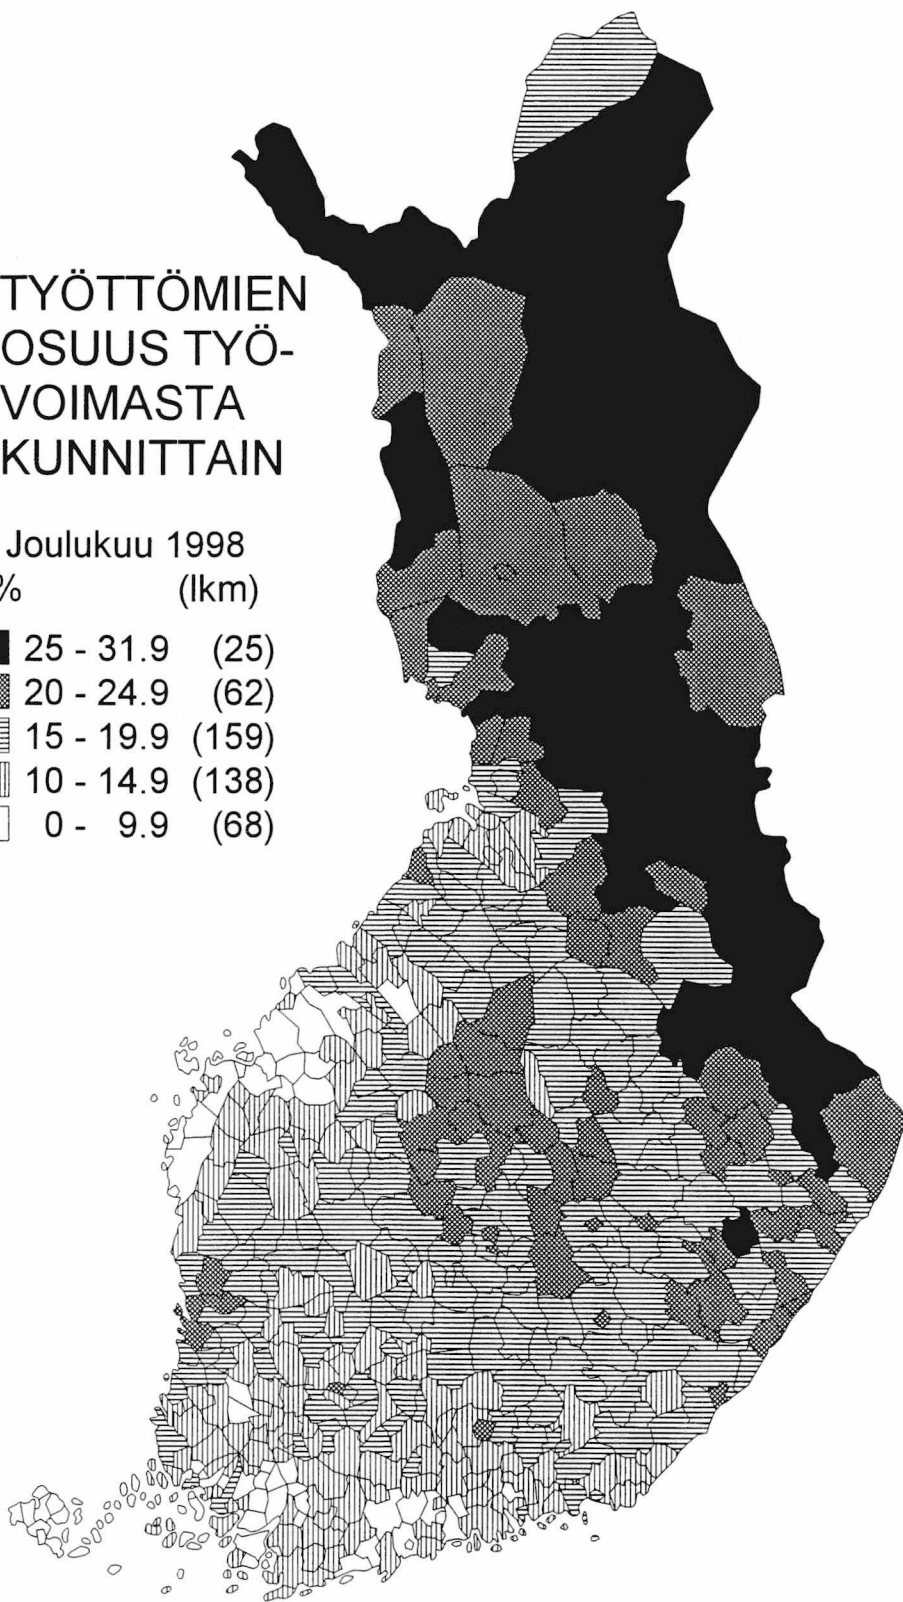 TYÖTTÖMIEN
OSUUS TYÖ-
VOIMASTA
KUNNITTAIN
Joulukuu 1998
% (lkm)
25 - 31.9 (25)
20 - 24.9 (62)
15 - 19.9 (159)
10 - 14.9 (138)
0 - 9.9 (68)